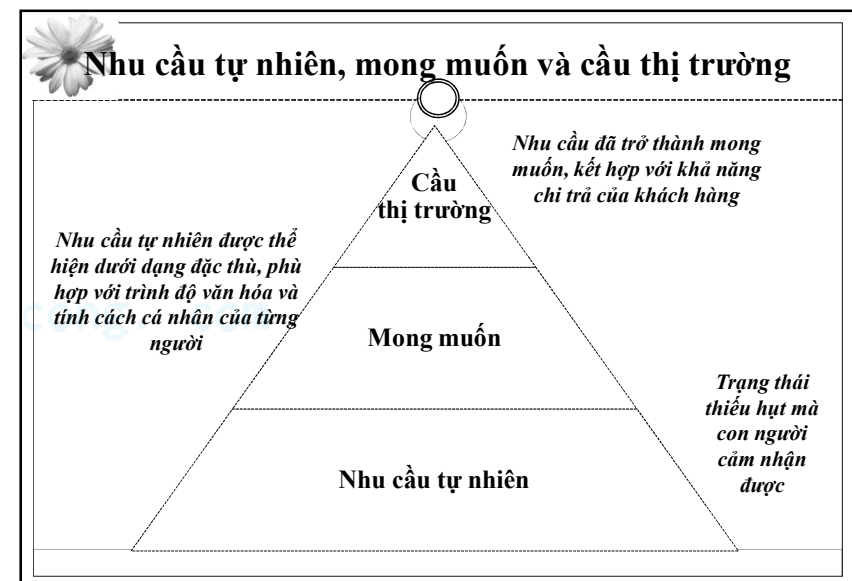 Nhu cầu tự nhiên, mong muốn và cầu thị trường
Nhu cầu đã trở thành mong
muốn, kết hợp với khả năng
chi trả của khách hàng
Cầu
thị trường
Nhu cầu tự nhiên được thể
hiện dưới dạng đặc thù, phù
hợp với trình độ văn hóa và
tính cách cá nhân của từng
người
Mong muốn
Trạng thái
thiếu hụt mà
con người
cảm nhận
được
Nhu cầu tự nhiên